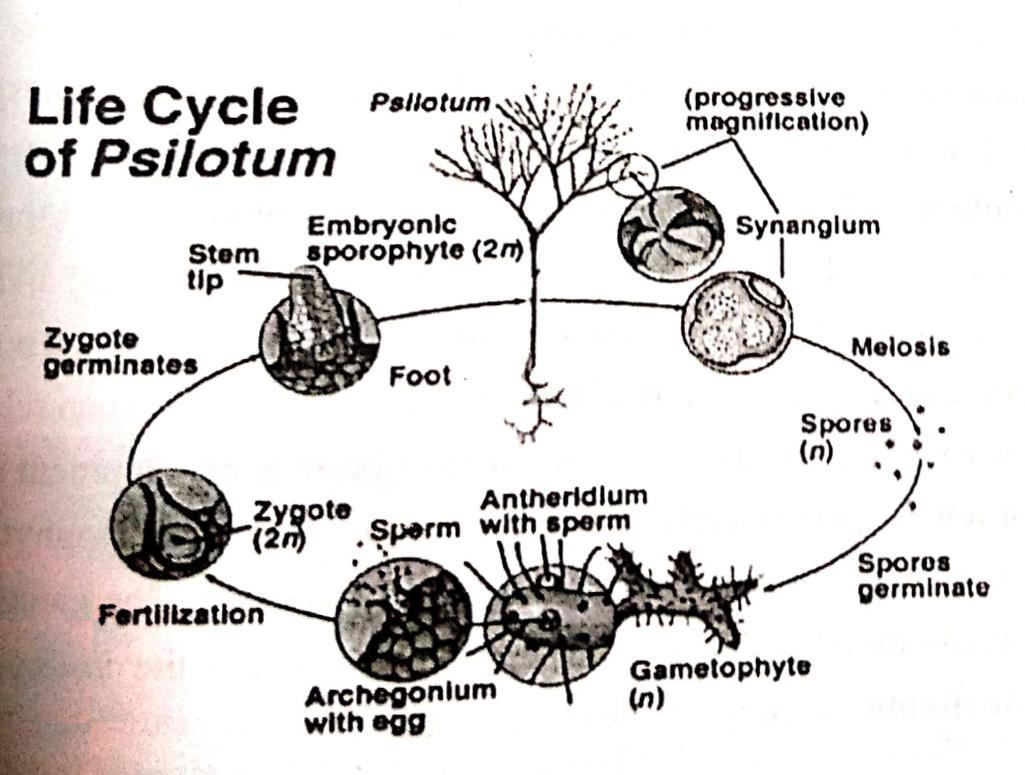 Life Cycle
of Psilotum
Psilotum
(progressive
magnification)
Synangium
Embryonic
sporophyte (2n)
Stem
tip
Foot
Zygote
germinates
Meiosis
Spores
(n)
Spores
germinate
Gametophyte
(n)
Antheridium
with sperm
Sperm
Archegonium
with egg
Fertilization
Zygote
(2n)